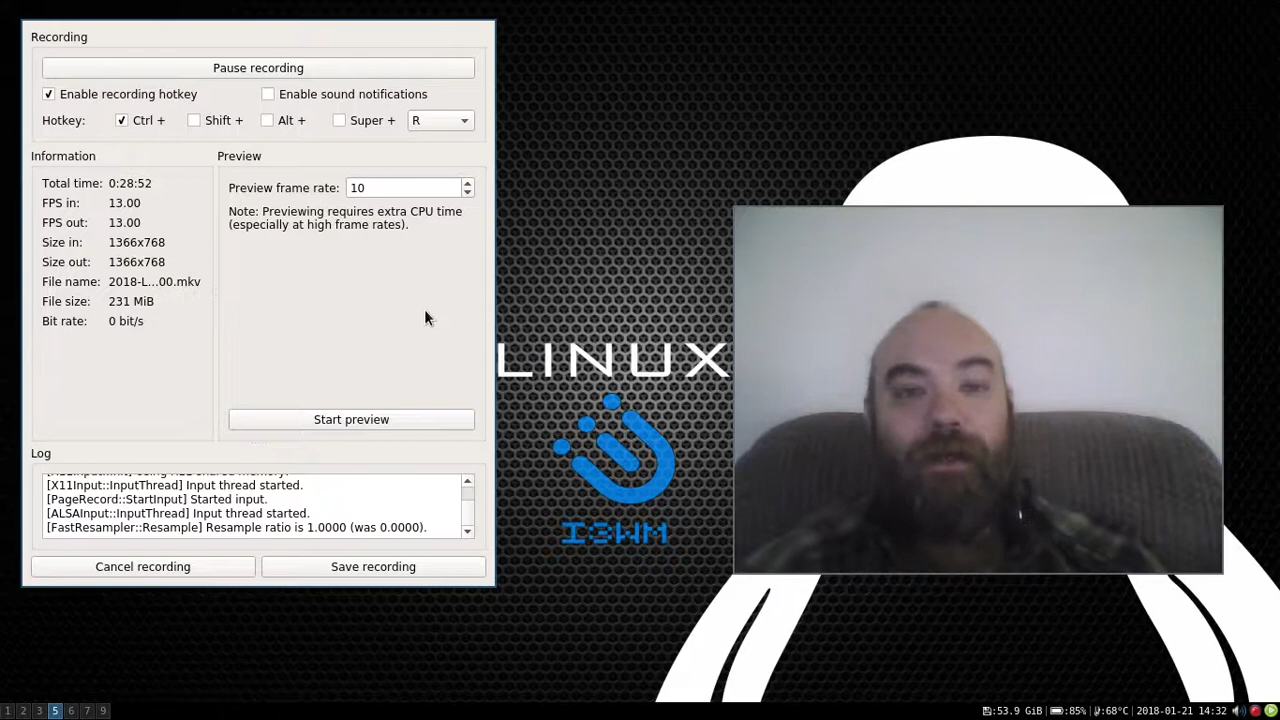 Recording
Pause recording
Enable recording hotkey
Enable sound notifications
Hotkey: Ctrl + Shift + Alt + Super + R
Information
Total time: 0:28:52
FPS in: 13.00
FPS out: 13.00
Size in: 1366x768
Size out: 1366x768
File name: 2018-L...00.mkv
File size: 231 MiB
Bit rate: 0 bit/s
Preview
Preview frame rate: 10
Note: Previewing requires extra CPU time
(especially at high frame rates).
Start preview
Log
[X11Input::InputThread] Input thread started.
[PageRecord::StartInput] Started input.
[ALSAInput::InputThread] Input thread started.
[FastResampler::Resample] Resample ratio is 1.0000 (was 0.0000).
Cancel recording
Save recording
LINUX
I3WM
1 2 3 4 5 6 7 9
:53.9 GiB :85% :68°C 2018-01-21 14:32